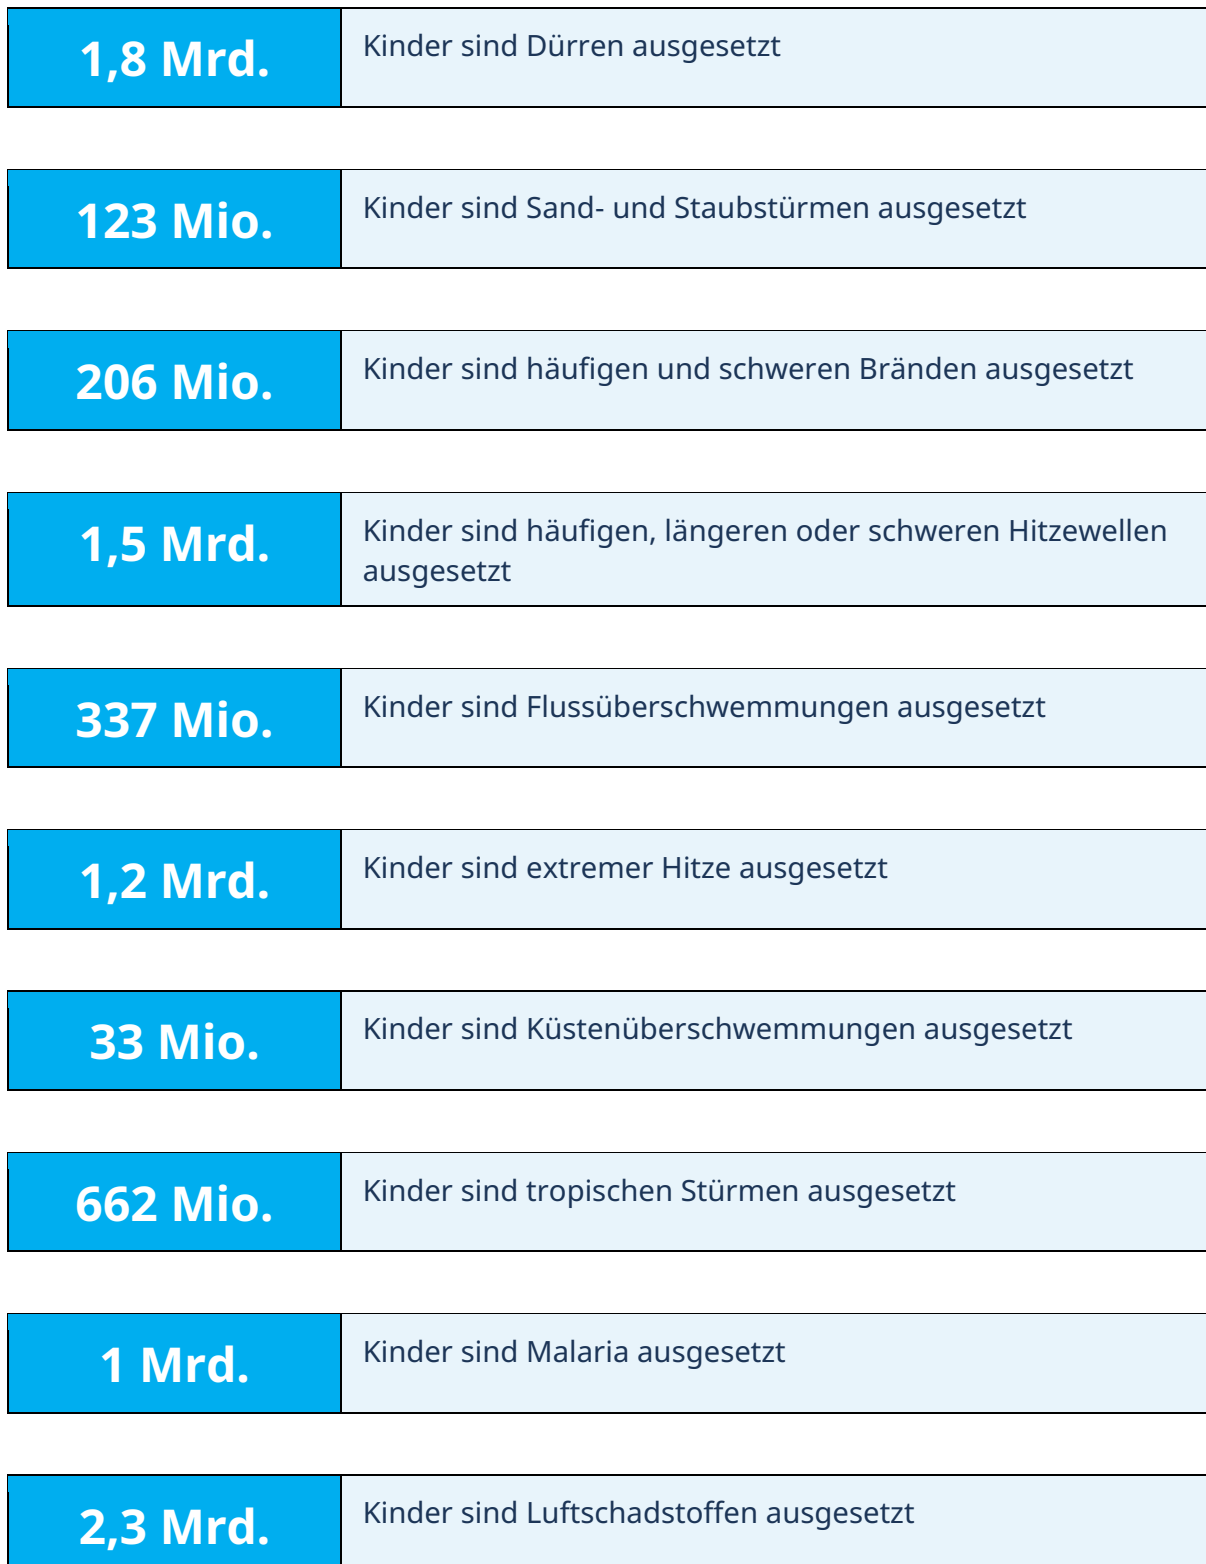 1,8 Mrd.
Kinder sind Dürren ausgesetzt
123 Mio.
Kinder sind Sand- und Staubstürmen ausgesetzt
206 Mio.
Kinder sind häufigen und schweren Bränden ausgesetzt
1,5 Mrd.
Kinder sind häufigen, längeren oder schweren Hitzewellen
ausgesetzt
337 Mio.
Kinder sind Flussüberschwemmungen ausgesetzt
1,2 Mrd.
Kinder sind extremer Hitze ausgesetzt
33 Mio.
Kinder sind Küstenüberschwemmungen ausgesetzt
662 Mio.
Kinder sind tropischen Stürmen ausgesetzt
1 Mrd.
Kinder sind Malaria ausgesetzt
2,3 Mrd.
Kinder sind Luftschadstoffen ausgesetzt